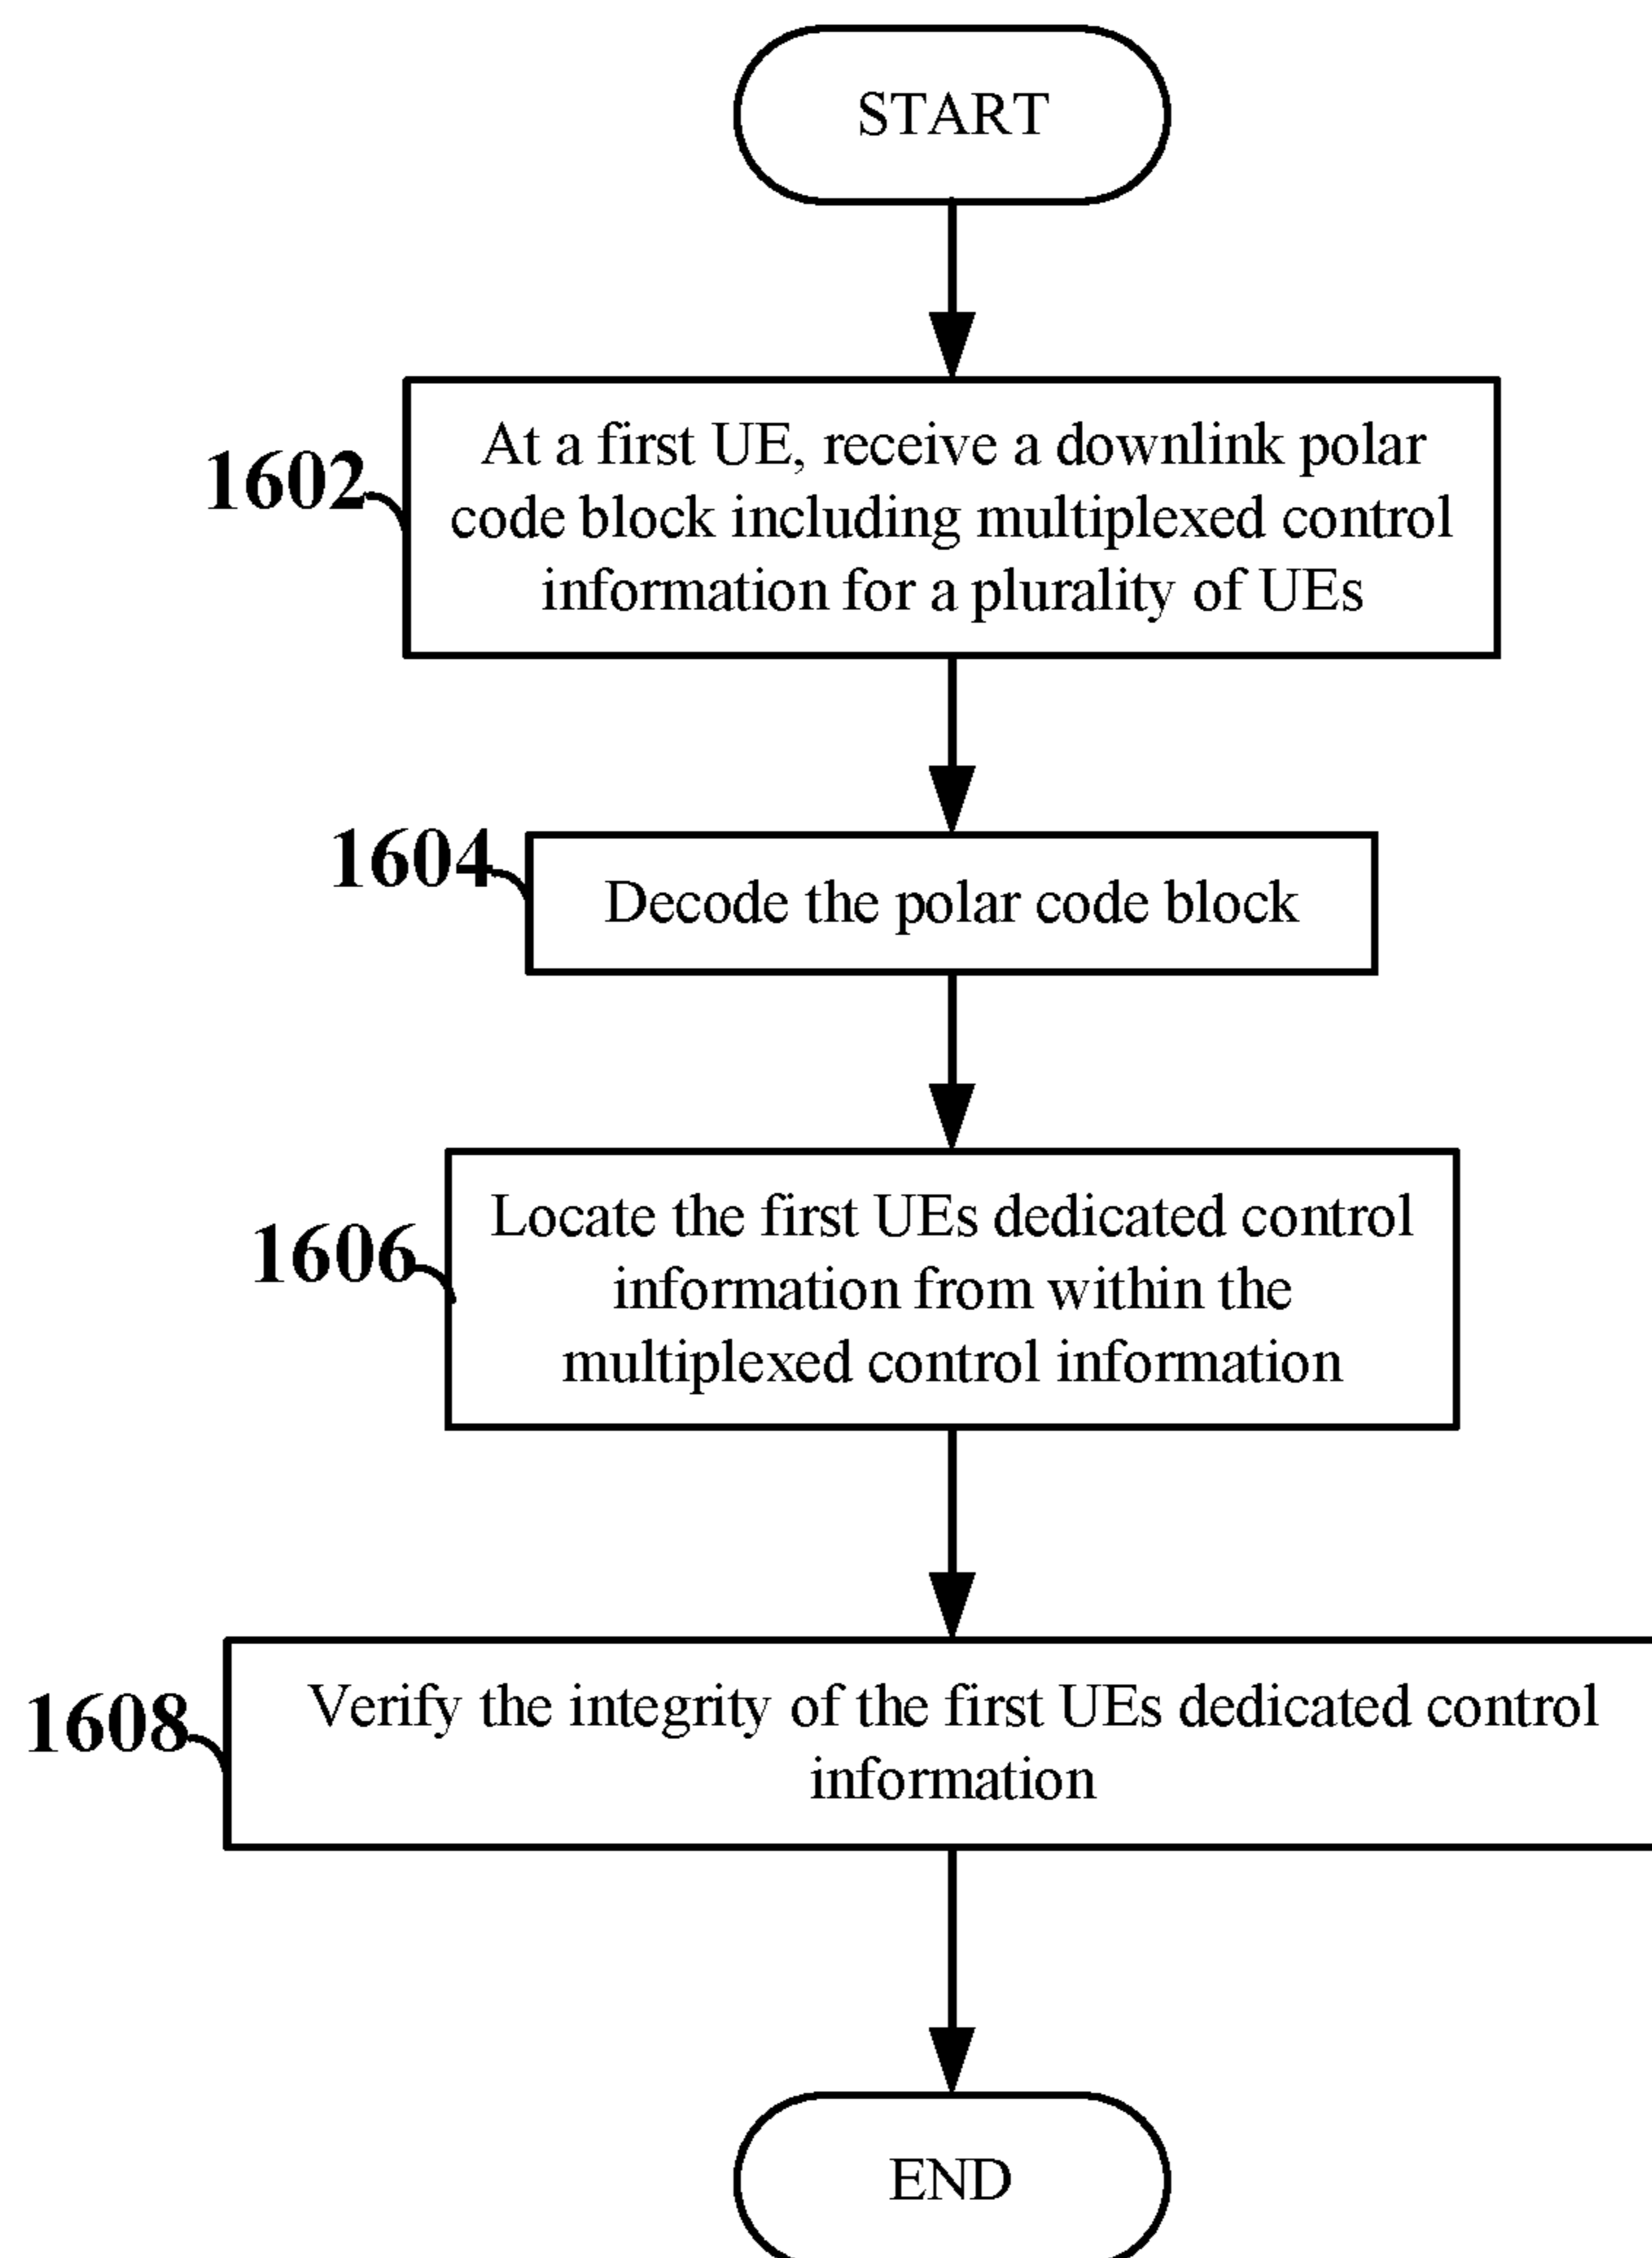 START
1602
At a first UE, receive a downlink polar
code block including multiplexed control
information for a plurality of UEs
1604
Decode the polar code block
1606
Locate the first UEs dedicated control
information from within the
multiplexed control information
1608
Verify the integrity of the first UEs dedicated control
information
END